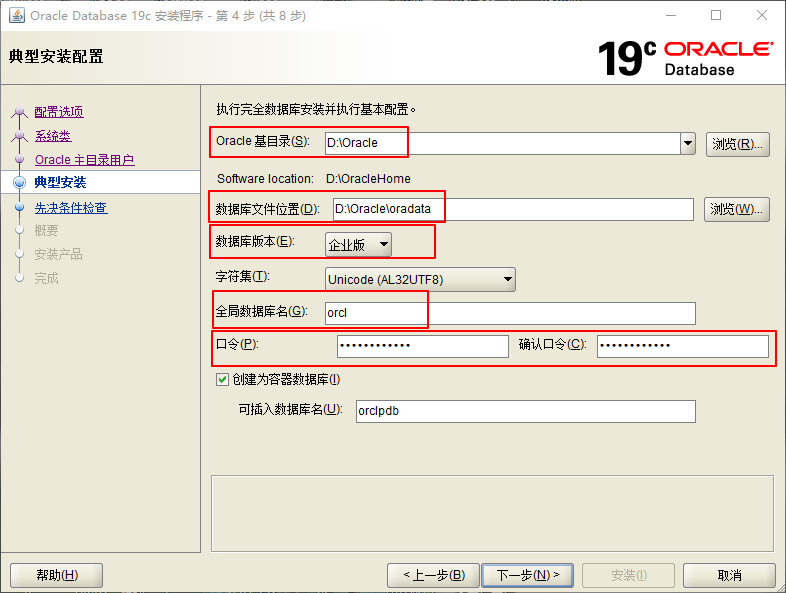 Oracle Database 19c 安装程序 - 第 4 步 (共 8 步)
典型安装配置
19c ORACLE
Database
配置选项
系统类
Oracle 主目录用户
典型安装
先决条件检查
概要
安装产品
完成
执行完全数据库安装并执行基本配置。
Oracle 基目录(S): D:\Oracle 浏览(R)...
Software location: D:\OracleHome
数据库文件位置(D): D:\Oracle\oradata 浏览(W)...
数据库版本(E): 企业版
字符集(T): Unicode (AL32UTF8)
全局数据库名(G): orcl
口令(P): •••••••••••• 确认口令(C): ••••••••••••
创建为容器数据库(I)
可插入数据库名(U): orclpdb
帮助(H) < 上一步(B) 下一步(N) > 安装(I) 取消